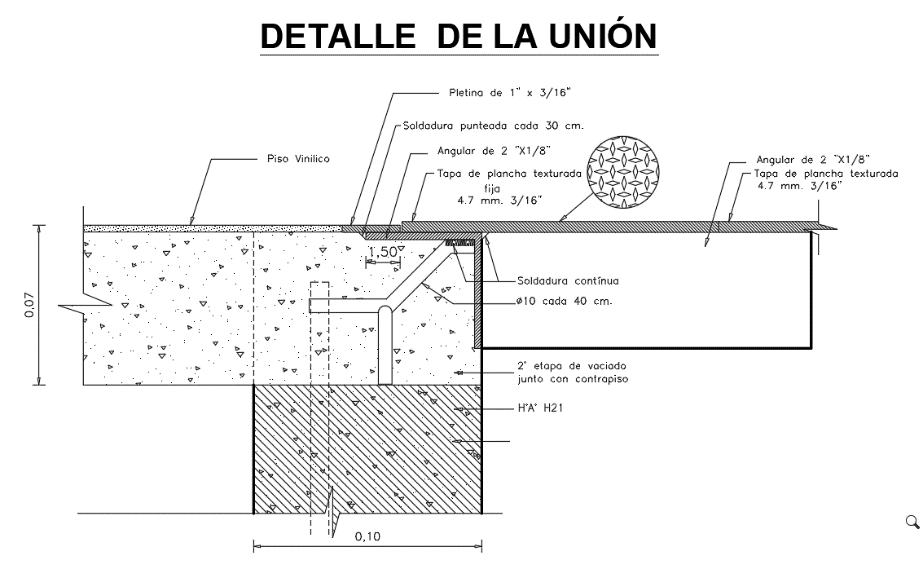 DETALLE DE LA UNIÓN
Pletina de 1" x 3/16"
Soldadura punteada cada 30 cm.
Piso Vinilico
Angular de 2 "X1/8"
Tapa de plancha texturada
fija
4.7 mm. 3/16"
Angular de 2 "X1/8"
Tapa de plancha texturada
4.7 mm. 3/16"
1,50
0,07
Soldadura contínua
ø10 cada 40 cm.
2° etapa de vaciado
junto con contrapiso
H°A° H21
0,10